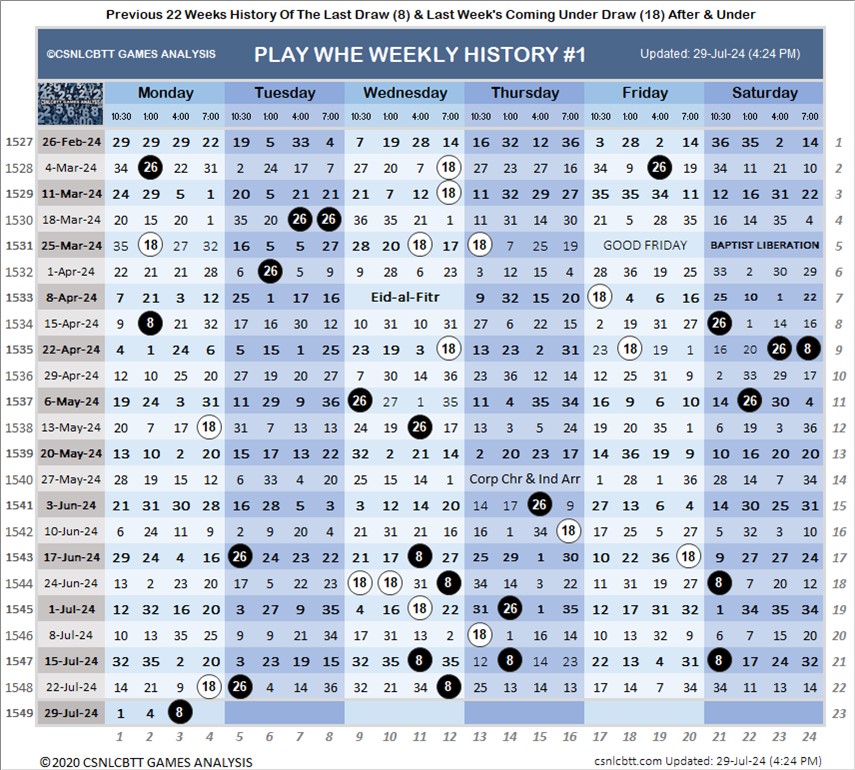 Previous 22 Weeks History Of The Last Draw (8) & Last Week's Coming Under Draw (18) After & Under
©CSNLCBTT GAMES ANALYSIS PLAY WHE WEEKLY HISTORY #1 Updated: 29-Jul-24 (4:24 PM)
CSNLCBTT GAMES ANALYSIS
Monday Tuesday Wednesday Thursday Friday Saturday
10:30 1:00 4:00 7:00 10:30 1:00 4:00 7:00 10:30 1:00 4:00 7:00 10:30 1:00 4:00 7:00 10:30 1:00 4:00 7:00 10:30 1:00 4:00 7:00
1527 26-Feb-24 29 29 29 22 19 5 33 4 7 19 28 14 16 32 12 36 3 28 2 14 36 35 2 14 1
1528 4-Mar-24 34 26 22 31 2 24 17 7 27 20 7 18 27 23 27 16 34 9 26 19 34 11 21 10 2
1529 11-Mar-24 24 29 5 1 20 5 21 21 21 7 12 18 11 32 29 27 35 35 34 11 12 16 31 22 3
1530 18-Mar-24 20 15 20 1 35 20 26 26 36 35 21 1 11 31 14 30 21 5 28 35 16 14 35 4 4
1531 25-Mar-24 35 18 27 32 16 5 5 27 28 20 18 17 18 7 25 19 GOOD FRIDAY BAPTIST LIBERATION 5
1532 1-Apr-24 22 21 21 28 6 26 5 9 9 28 6 23 3 12 15 4 28 36 19 25 33 2 30 29 6
1533 8-Apr-24 7 21 3 12 25 1 17 16 Eid-al-Fitr 9 32 15 20 18 4 6 16 25 10 1 22 7
1534 15-Apr-24 9 8 21 32 17 16 30 12 10 31 10 31 27 6 22 15 2 19 31 27 26 1 14 16 8
1535 22-Apr-24 4 1 24 6 5 15 1 25 23 19 3 18 13 23 2 31 23 18 19 1 16 20 26 8 9
1536 29-Apr-24 12 10 25 20 27 19 20 27 7 30 14 36 23 36 12 14 12 25 31 9 2 33 29 17 10
1537 6-May-24 19 24 3 31 11 29 9 36 26 27 1 35 11 4 35 34 16 9 6 10 14 26 30 4 11
1538 13-May-24 20 7 17 18 31 7 13 13 24 19 26 17 13 3 5 34 19 20 35 1 6 19 3 36 12
1539 20-May-24 13 10 2 20 15 17 13 22 32 2 21 14 2 20 23 17 14 36 19 9 10 16 20 20 13
1540 27-May-24 28 19 15 12 6 33 4 20 25 15 14 1 Corp Chr & Ind Arr 1 28 1 36 28 14 7 34 14
1541 3-Jun-24 21 31 30 28 16 28 5 3 3 12 14 20 14 17 26 9 27 13 6 4 14 30 25 31 15
1542 10-Jun-24 6 24 11 9 2 9 20 4 21 31 21 16 16 1 34 18 17 25 5 27 5 32 3 10 16
1543 17-Jun-24 29 24 4 16 26 24 23 22 21 17 8 27 25 29 1 30 10 22 36 20 9 27 27 24 17
1544 24-Jun-24 13 2 23 20 17 5 22 23 18 18 31 8 34 14 3 22 11 31 19 27 8 7 20 12 18
1545 1-Jul-24 12 32 16 20 3 27 9 35 4 16 18 22 31 26 1 35 12 17 31 32 1 34 35 34 19
1546 8-Jul-24 10 13 35 25 9 9 21 34 17 31 13 2 18 1 16 14 10 13 32 9 6 7 15 20 20
1547 15-Jul-24 32 35 2 20 3 23 19 15 32 35 8 35 12 8 14 23 22 13 4 31 8 17 24 32 21
1548 22-Jul-24 14 21 9 18 26 4 14 36 32 21 34 8 25 13 14 13 17 14 7 34 34 11 13 14 22
1549 29-Jul-24 1 4 8 23
1 2 3 4 5 6 7 8 9 10 11 12 13 14 15 16 17 18 19 20 21 22 23 24
©2020 CSNLCBTT GAMES ANALYSIS csnlcbtt.com Updated: 29-Jul-24 (4:24 PM)